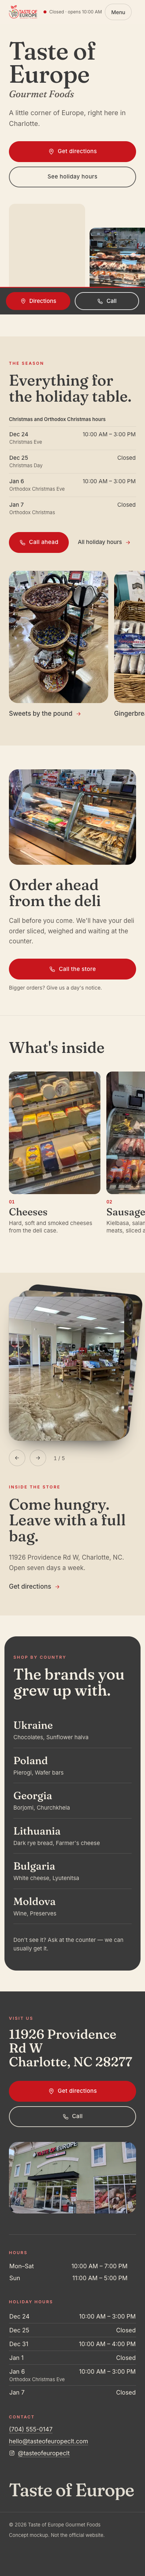 TASTE OF EUROPE
Closed · opens 10:00 AM
Menu
Taste of
Europe
Gourmet Foods
A little corner of Europe, right here in
Charlotte.
Get directions
See holiday hours
Directions
Call
THE SEASON
Everything for
the holiday table.
Christmas and Orthodox Christmas hours
Dec 24 10:00 AM – 3:00 PM
Christmas Eve
Dec 25 Closed
Christmas Day
Jan 6 10:00 AM – 3:00 PM
Orthodox Christmas Eve
Jan 7 Closed
Orthodox Christmas
Call ahead
All holiday hours →
Sweets by the pound →
Gingerbre
Order ahead
from the deli
Call before you come. We'll have your deli
order sliced, weighed and waiting at the
counter.
Call the store
Bigger orders? Give us a day's notice.
What's inside
01
Cheeses
Hard, soft and smoked cheeses
from the deli case.
02
Sausage
Kielbasa, salar
meats, sliced a
← → 1 / 5
INSIDE THE STORE
Come hungry.
Leave with a full
bag.
11926 Providence Rd W, Charlotte, NC.
Open seven days a week.
Get directions →
SHOP BY COUNTRY
The brands you
grew up with.
Ukraine
Chocolates, Sunflower halva
Poland
Pierogi, Wafer bars
Georgia
Borjomi, Churchkhela
Lithuania
Dark rye bread, Farmer's cheese
Bulgaria
White cheese, Lyutenitsa
Moldova
Wine, Preserves
Don't see it? Ask at the counter — we can
usually get it.
VISIT US
11926 Providence
Rd W
Charlotte, NC 28277
Get directions
Call
TASTE OF EUROPE
HOURS
Mon–Sat 10:00 AM – 7:00 PM
Sun 11:00 AM – 5:00 PM
HOLIDAY HOURS
Dec 24 10:00 AM – 3:00 PM
Dec 25 Closed
Dec 31 10:00 AM – 4:00 PM
Jan 1 Closed
Jan 6 10:00 AM – 3:00 PM
Orthodox Christmas Eve
Jan 7 Closed
CONTACT
(704) 555-0147
hello@tasteofeuropeclt.com
@tasteofeuropeclt
Taste of Europe
© 2026 Taste of Europe Gourmet Foods
Concept mockup. Not the official website.